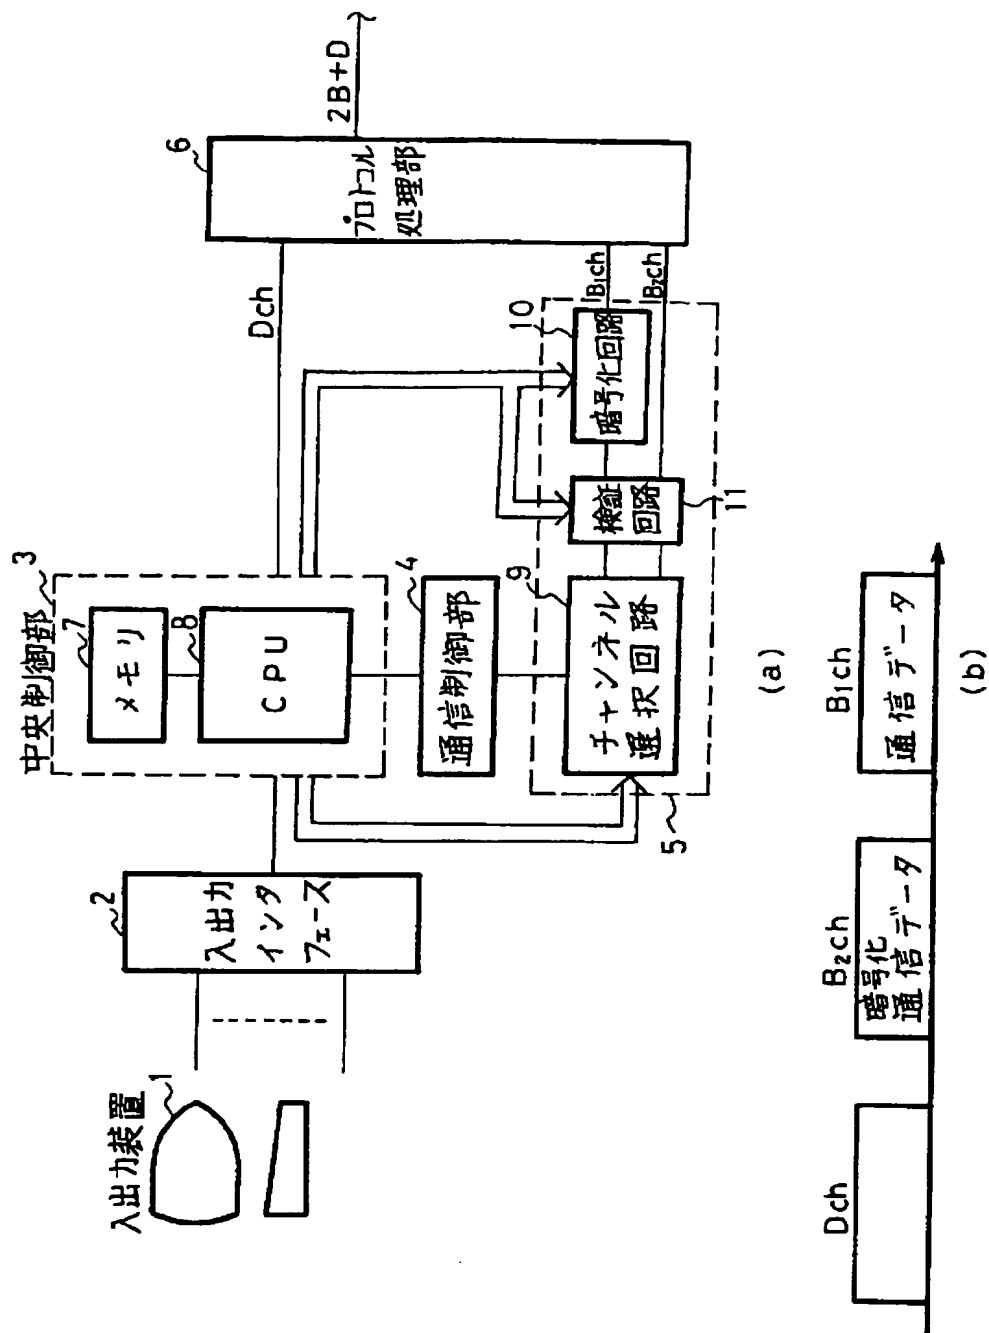 入出力装置
1
2
入出力
インタ
フェース
中央制御部
3
7
メモリ
8
CPU
4
通信制御部
9
チャンネル
選択回路
5
検証
回路
11
10
暗号化回路
Dch
B1ch
B2ch
6
プロトコル
処理部
2B+D
(a)
Dch
B2ch
暗号化
通信データ
B1ch
通信データ
(b)